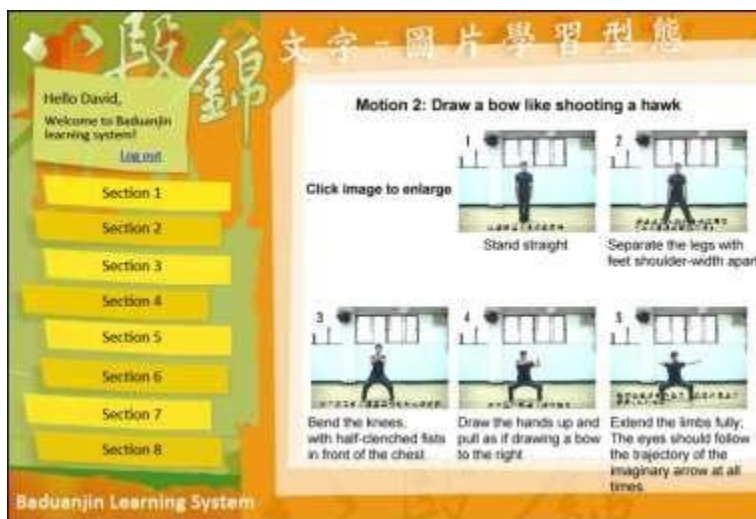 段錦
文字-圖片學習型態
Hello David,
Welcome to Baduanjin
learning system!
Log out
Section 1
Section 2
Section 3
Section 4
Section 5
Section 6
Section 7
Section 8
Baduanjin Learning System
Motion 2: Draw a bow like shooting a hawk
Click image to enlarge
1
Stand straight
2
Separate the legs with
feet shoulder-width apart
3
Bend the knees,
with half-clenched fists
in front of the chest
4
Draw the hands up and
pull as if drawing a bow
to the right
5
Extend the limbs fully;
The eyes should follow
the trajectory of the
imaginary arrow at all
times